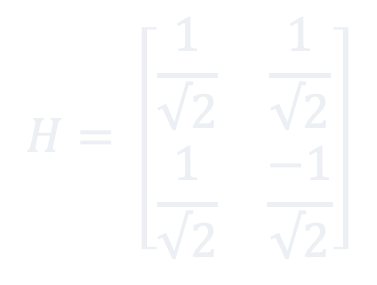 H = [ 1/√2 1/√2
1/√2 -1/√2 ]